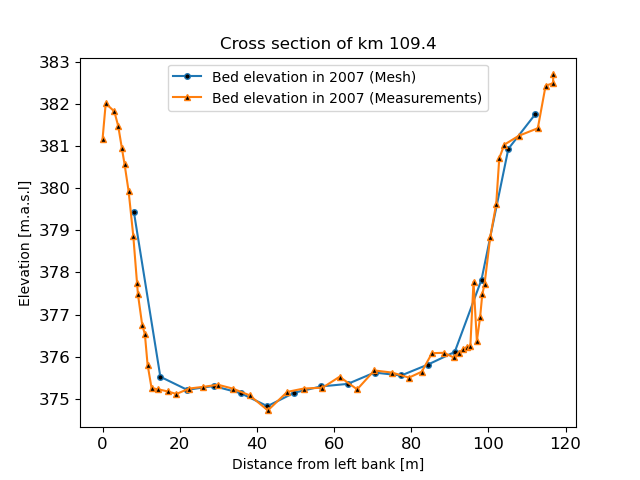 Cross section of km 109.4
Bed elevation in 2007 (Mesh)
Bed elevation in 2007 (Measurements)
Elevation [m.a.s.l]
383
382
381
380
379
378
377
376
375
0 20 40 60 80 100 120
Distance from left bank [m]